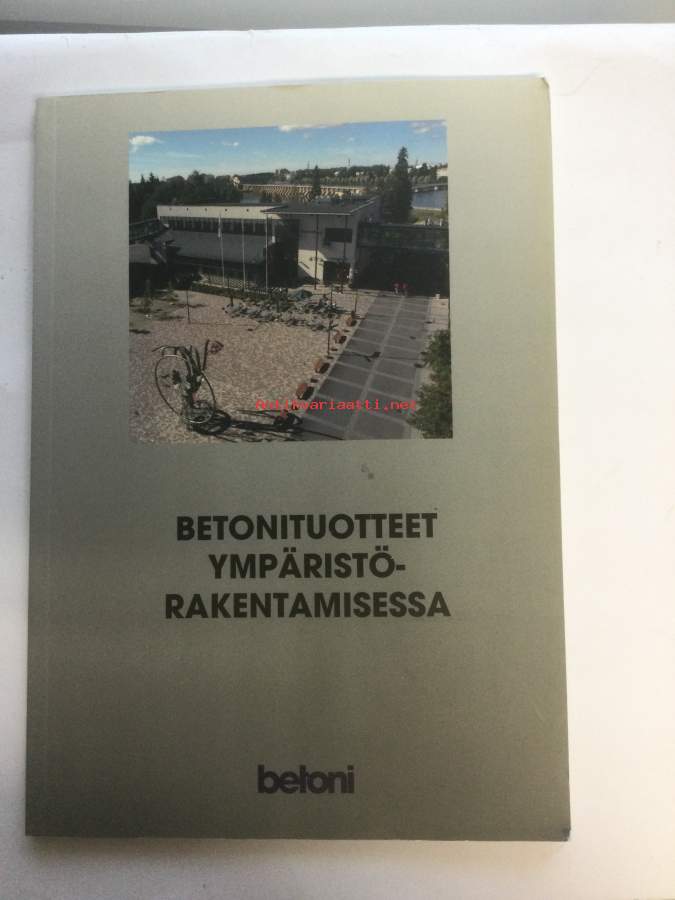 Antikvariaatti.net
BETONITUOTTEET
YMPÄRISTÖ-
RAKENTAMISESSA
betoni